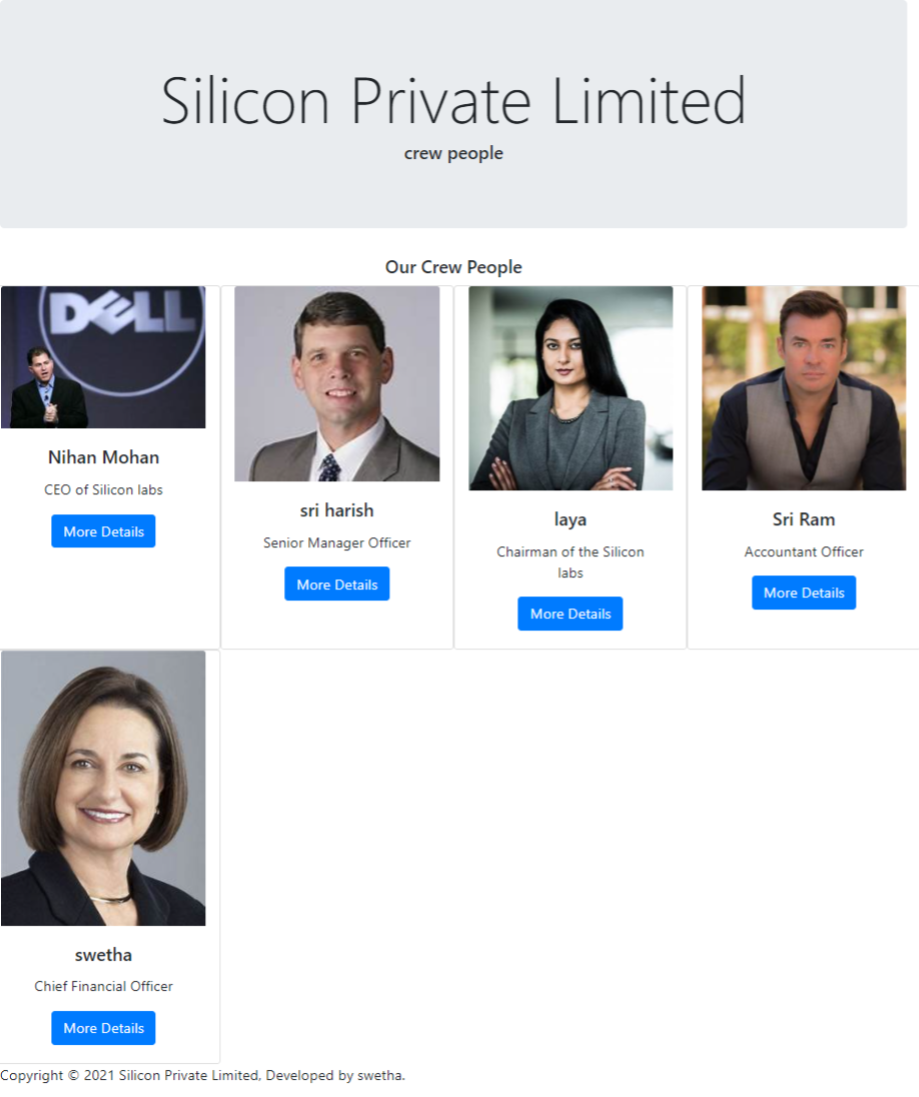 Silicon Private Limited
crew people
Our Crew People
DELL
Nihan Mohan
CEO of Silicon labs
More Details
sri harish
Senior Manager Officer
More Details
laya
Chairman of the Silicon
labs
More Details
Sri Ram
Accountant Officer
More Details
swetha
Chief Financial Officer
More Details
Copyright © 2021 Silicon Private Limited, Developed by swetha.